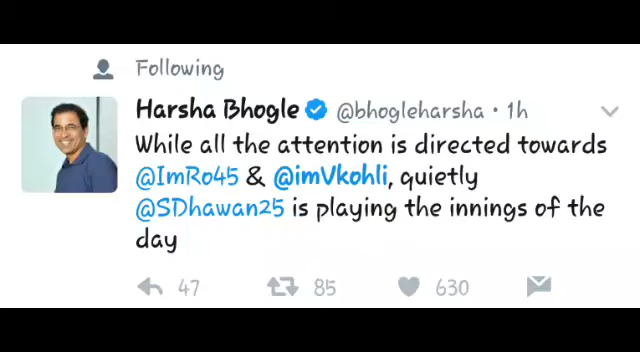 Following
Harsha Bhogle @bhogleharsha • 1h
While all the attention is directed towards
@ImRo45 & @imVkohli, quietly
@SDhawan25 is playing the innings of the
day
47 85 630